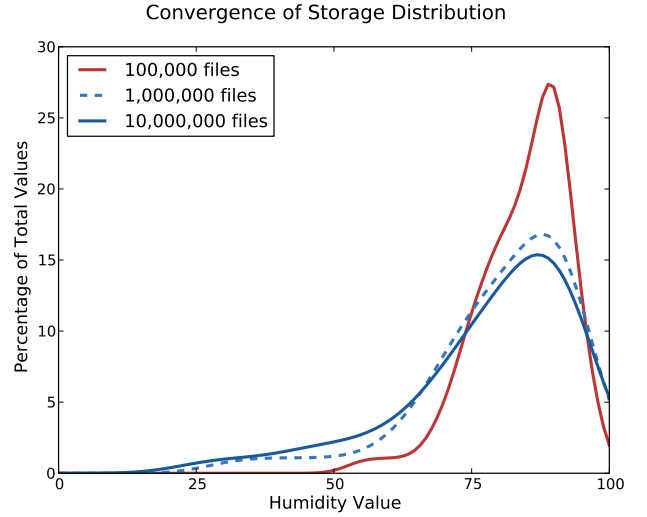 Convergence of Storage Distribution
100,000 files
1,000,000 files
10,000,000 files
Percentage of Total Values
30
25
20
15
10
5
0
0 25 50 75 100
Humidity Value